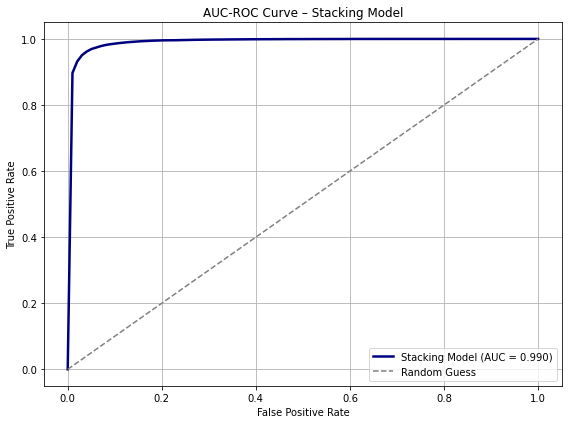 AUC-ROC Curve – Stacking Model
True Positive Rate
1.0
0.8
0.6
0.4
0.2
0.0
0.0 0.2 0.4 0.6 0.8 1.0
False Positive Rate
Stacking Model (AUC = 0.990)
Random Guess